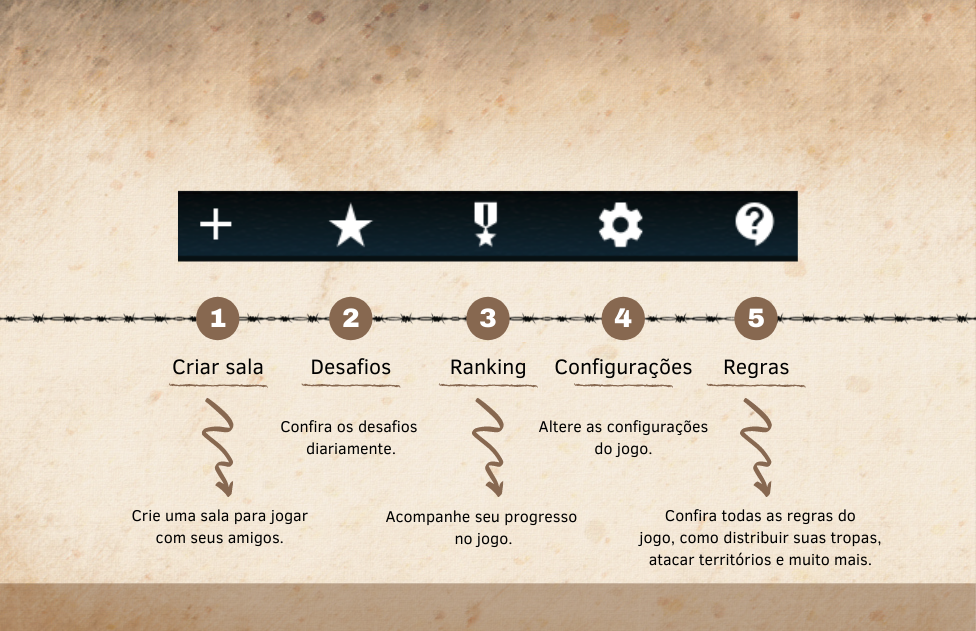 1
2
3
4
5
Criar sala
Desafios
Ranking
Configurações
Regras
Confira os desafios
diariamente.
Altere as configurações
do jogo.
Crie uma sala para jogar
com seus amigos.
Acompanhe seu progresso
no jogo.
Confira todas as regras do
jogo, como distribuir suas tropas,
atacar territórios e muito mais.